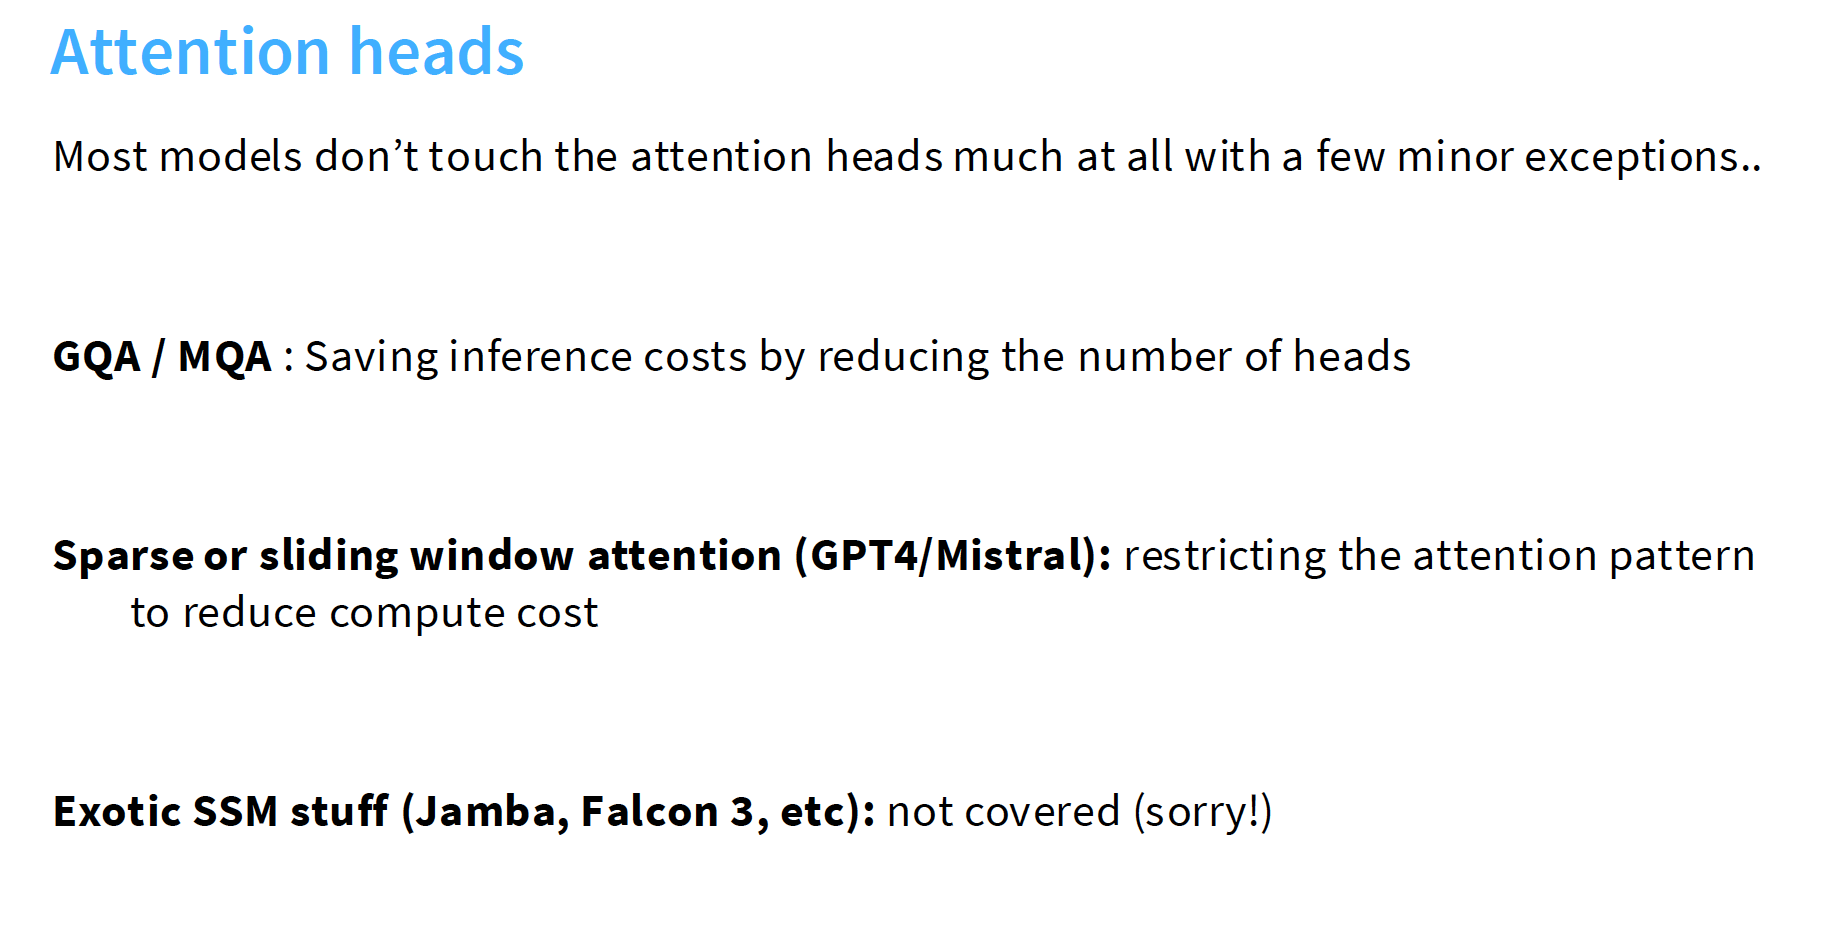 Attention heads
Most models don’t touch the attention heads much at all with a few minor exceptions..
GQA / MQA : Saving inference costs by reducing the number of heads
Sparse or sliding window attention (GPT4/Mistral): restricting the attention pattern
to reduce compute cost
Exotic SSM stuff (Jamba, Falcon 3, etc): not covered (sorry!)